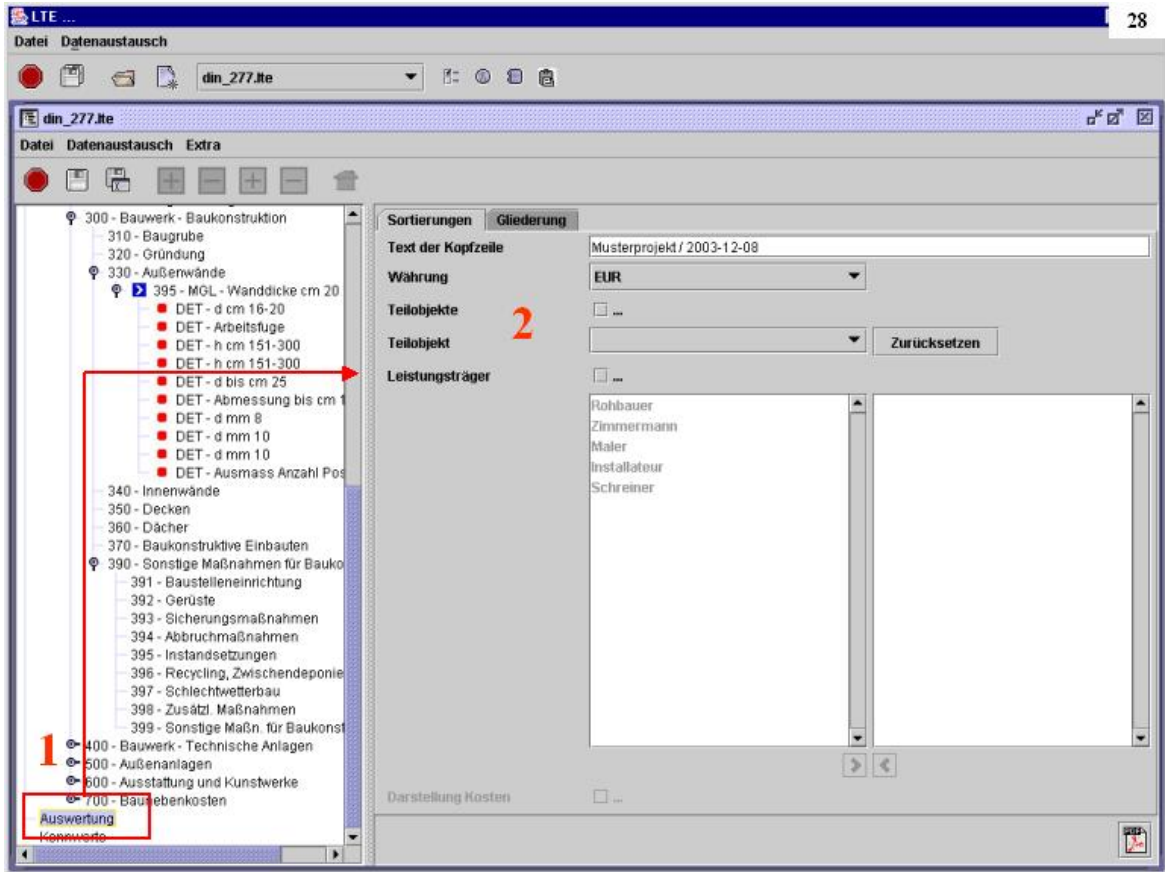 LTE ...
28
Datei Datenaustausch
din_277.lte
din_277.lte
Datei Datenaustausch Extra
300 - Bauwerk - Baukonstruktion
310 - Baugrube
320 - Gründung
330 - Außenwände
395 - MGL - Wanddicke cm 20
DET - d cm 16-20
DET - Arbeitsfuge
DET - h cm 151-300
DET - h cm 151-300
DET - d bis cm 25
DET - Abmessung bis cm 1
DET - d mm 8
DET - d mm 10
DET - d mm 10
DET - Ausmass Anzahl Pos
340 - Innenwände
350 - Decken
360 - Dächer
370 - Baukonstruktive Einbauten
390 - Sonstige Maßnahmen für Bauko
391 - Baustelleneinrichtung
392 - Gerüste
393 - Sicherungsmaßnahmen
394 - Abbruchmaßnahmen
395 - Instandsetzungen
396 - Recycling, Zwischendeponie
397 - Schlechtwetterbau
398 - Zusätzl. Maßnahmen
399 - Sonstige Maßn. für Baukonst
1
400 - Bauwerk - Technische Anlagen
500 - Außenanlagen
600 - Ausstattung und Kunstwerke
700 - Baunebenkosten
Auswertung
Kennwerte
Sortierungen Gliederung
Text der Kopfzeile Musterprojekt / 2003-12-08
Währung EUR
Teilobjekte ...
2
Teilobjekt Zurücksetzen
Leistungsträger ...
Rohbauer
Zimmermann
Maler
Installateur
Schreiner
Darstellung Kosten ...
PDF